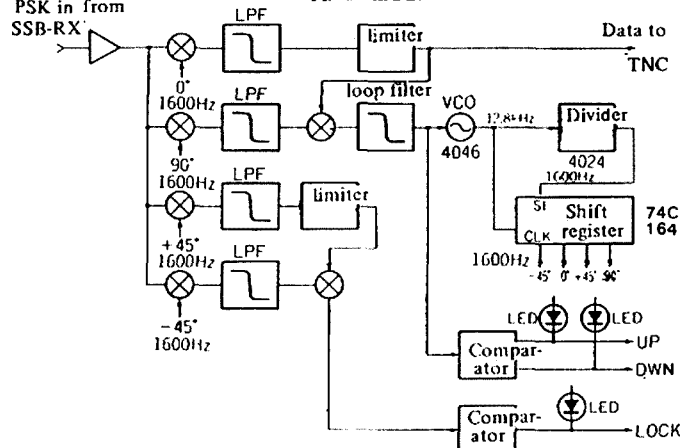 PSK in from
SSB-RX
LPF
limiter
Data to
TNC
0°
1600Hz
LPF
loop filter
VCO
12.8kHz
Divider
4046
4024
90°
1600Hz
LPF
limiter
1600Hz
SI
Shift
register
CLK
74C
164
+45°
1600Hz
LPF
1600Hz
-45° 0° +45° 90°
-45°
1600Hz
LED
LED
Compar-
ator
UP
DWN
LED
Compar-
ator
LOCK